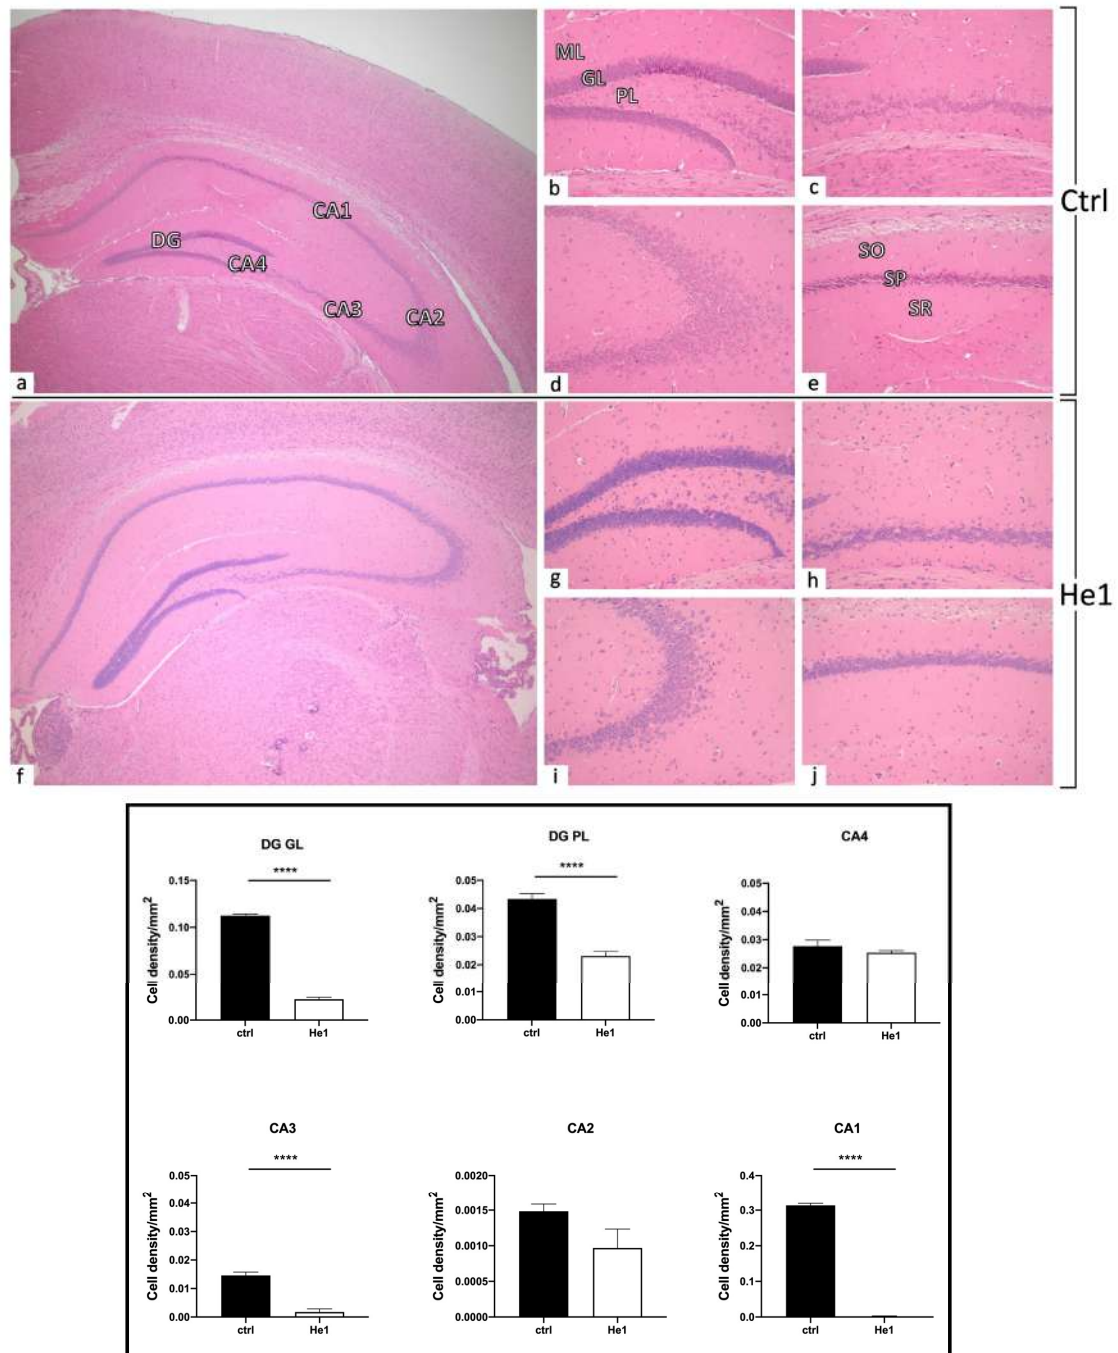 ML
GL
PL
b
c
CA1
DG
CA4
CA3
CA2
a
SO
SP
SR
d
e
Ctrl
f
g
h
i
j
He1
DG GL
****
Cell density/mm2
0.15
0.10
0.05
0.00
ctrl He1
DG PL
****
Cell density/mm2
0.05
0.04
0.03
0.02
0.01
0.00
ctrl He1
CA4
Cell density/mm2
0.05
0.04
0.03
0.02
0.01
0.00
ctrl He1
CA3
****
Cell density/mm2
0.05
0.04
0.03
0.02
0.01
0.00
ctrl He1
CA2
Cell density/mm2
0.0020
0.0015
0.0010
0.0005
0.0000
ctrl He1
CA1
****
Cell density/mm2
0.4
0.3
0.2
0.1
0.0
ctrl He1